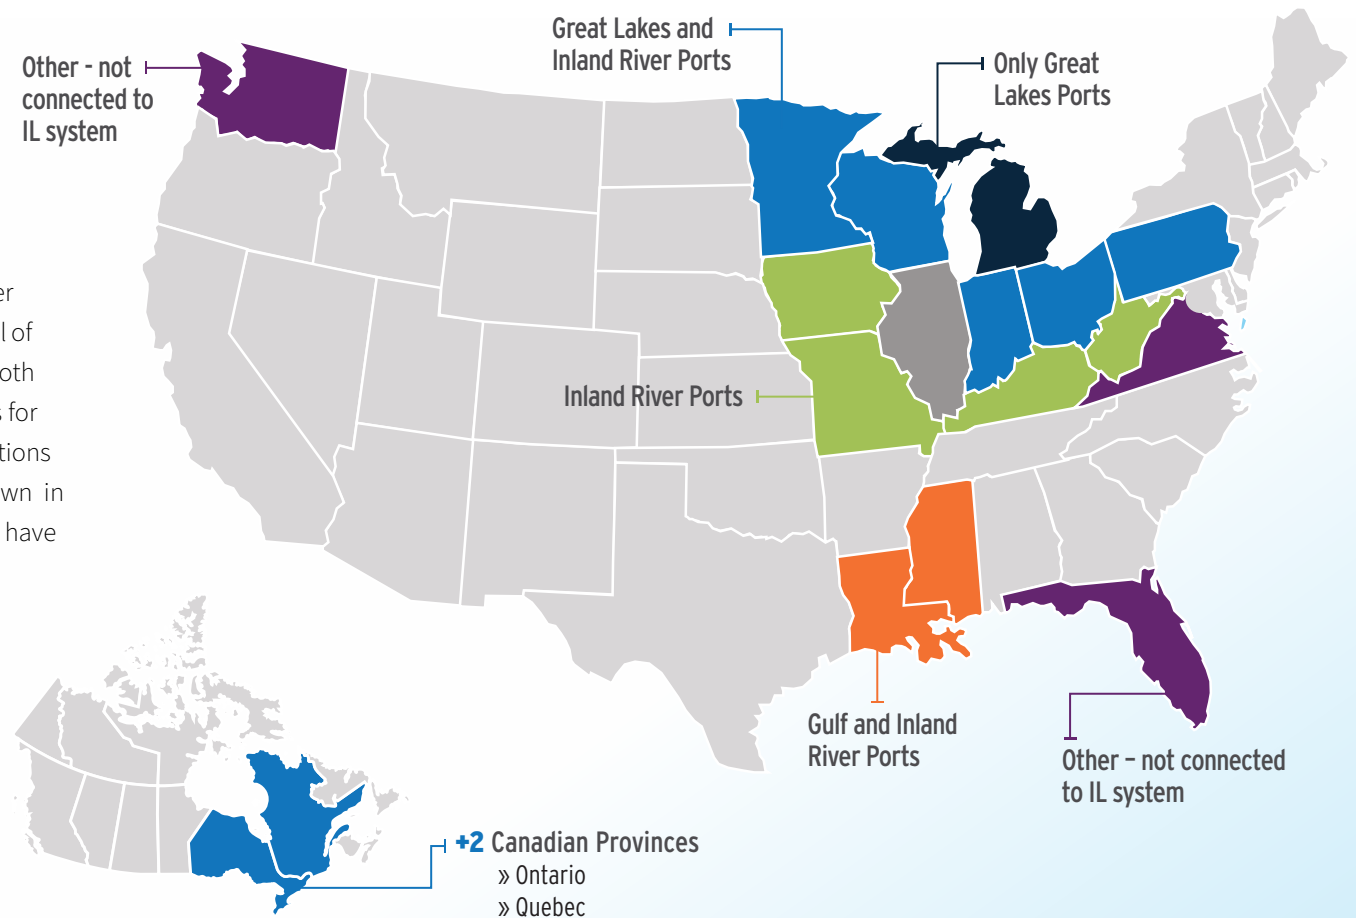 Great Lakes and
Inland River Ports
Other - not
connected to
IL system
Only Great
Lakes Ports
er
l of
oth
s for
tions
wn in
have
Inland River Ports
Gulf and Inland
River Ports
Other – not connected
to IL system
+2 Canadian Provinces
» Ontario
» Quebec